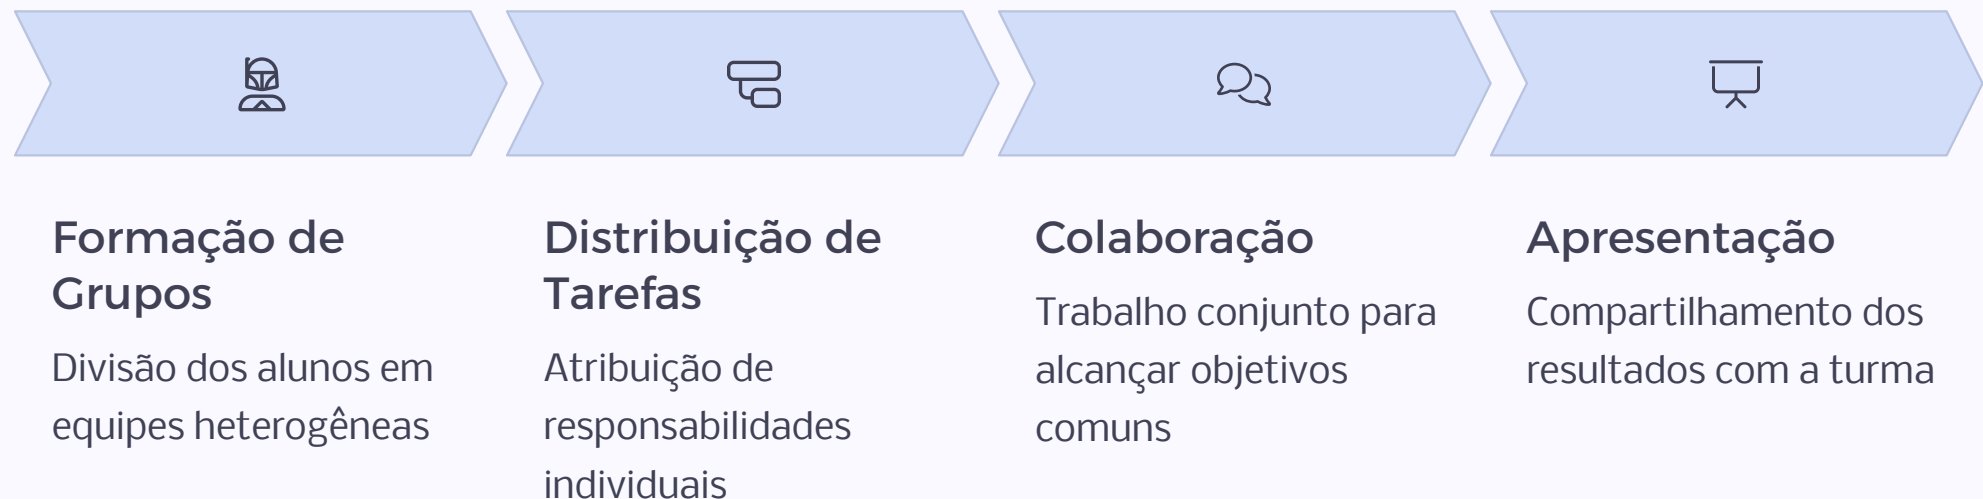 Formação de
Grupos
Divisão dos alunos em
equipes heterogêneas
Distribuição de
Tarefas
Atribuição de
responsabilidades
individuais
Colaboração
Trabalho conjunto para
alcançar objetivos
comuns
Apresentação
Compartilhamento dos
resultados com a turma